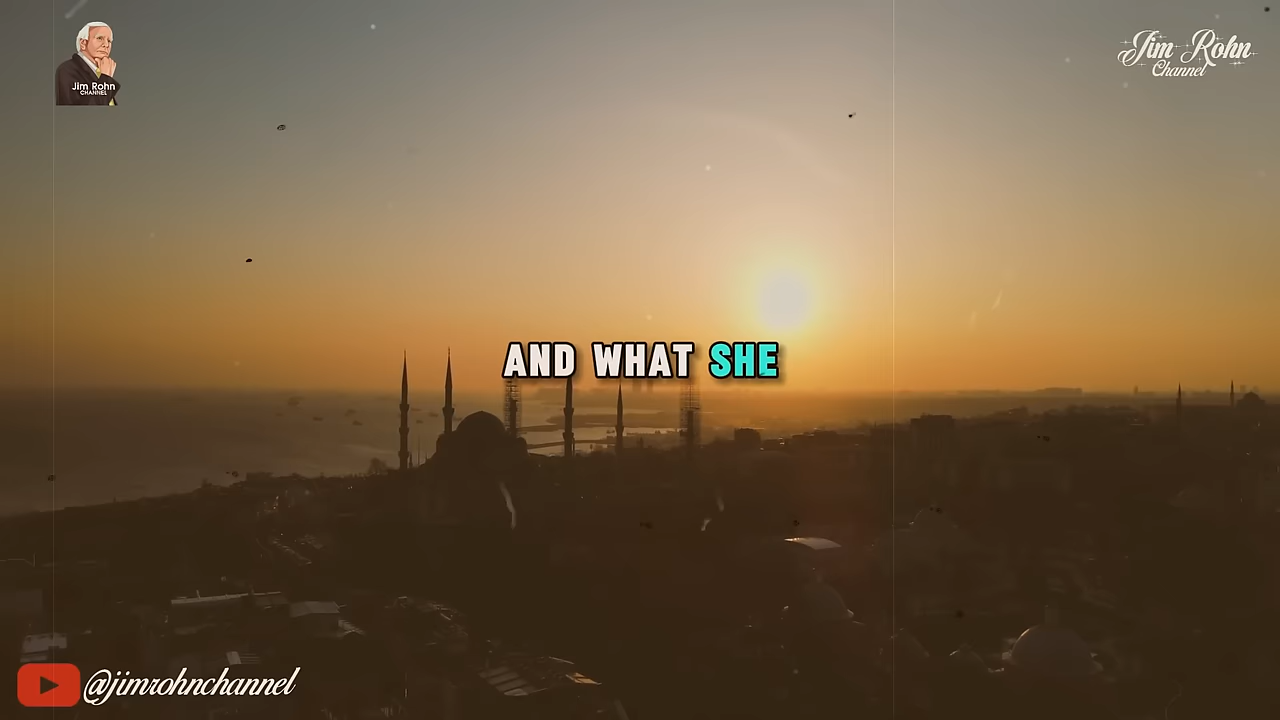 Jim Rohn
CHANNEL
Jim Rohn
Channel
AND WHAT SHE
@jimrohnchannel